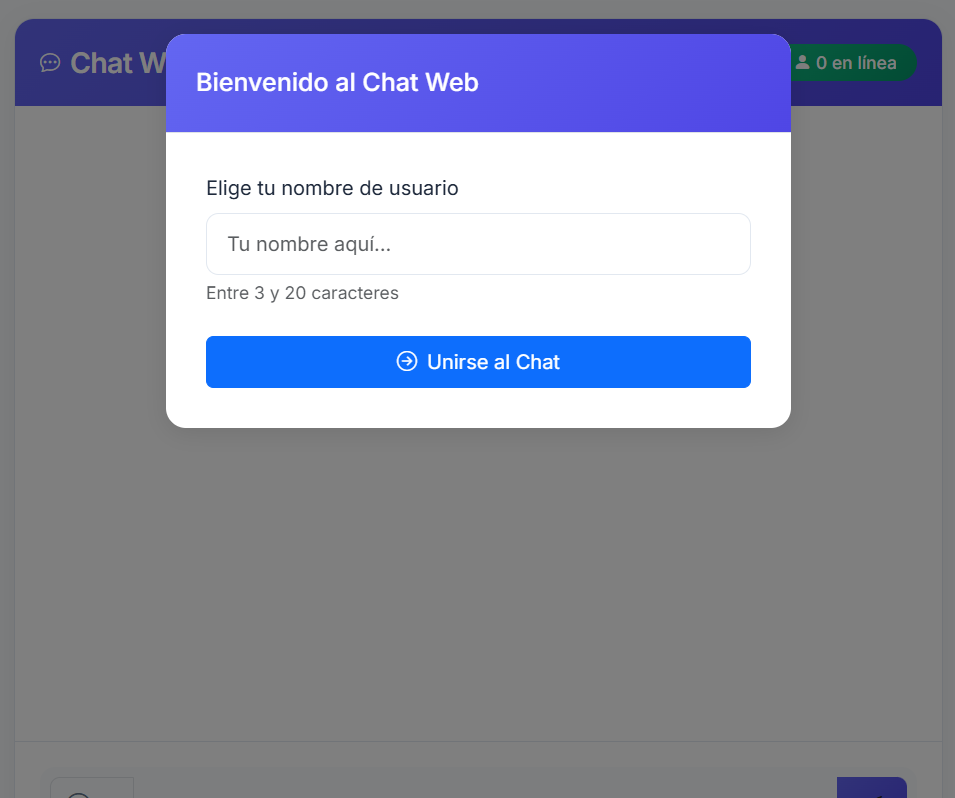 Chat W
0 en línea
Bienvenido al Chat Web
Elige tu nombre de usuario
Tu nombre aquí...
Entre 3 y 20 caracteres
Unirse al Chat